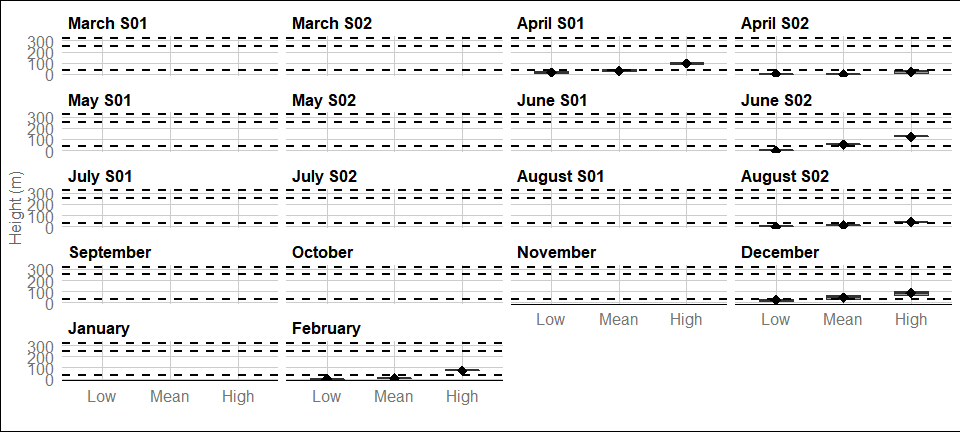 March S01 March S02 April S01 April S02
300
200
100
0
May S01 May S02 June S01 June S02
300
200
100
0
Height (m)
July S01 July S02 August S01 August S02
300
200
100
0
September October November December
300
200
100
0
Low Mean High Low Mean High
January February
300
200
100
0
Low Mean High Low Mean High